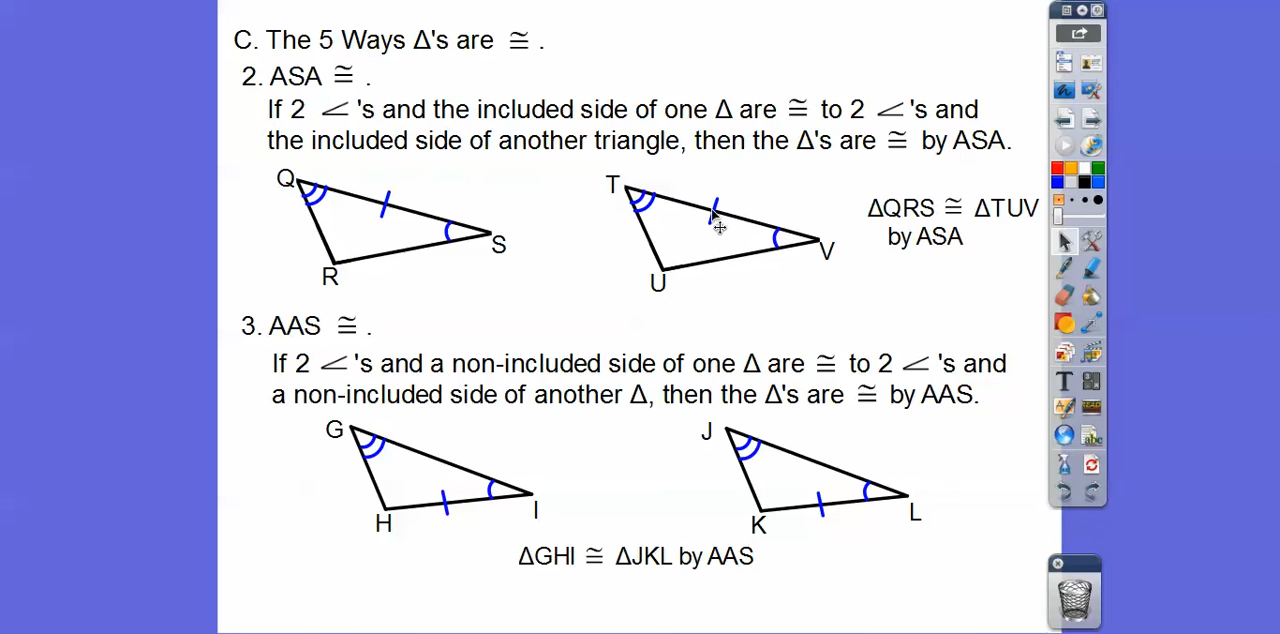 C. The 5 Ways Δ's are ≅ .
2. ASA ≅ .
If 2 ∠ 's and the included side of one Δ are ≅ to 2 ∠ 's and
the included side of another triangle, then the Δ's are ≅ by ASA.
Q
S
R
T
V
U
ΔQRS ≅ ΔTUV
by ASA
3. AAS ≅ .
If 2 ∠ 's and a non-included side of one Δ are ≅ to 2 ∠ 's and
a non-included side of another Δ, then the Δ's are ≅ by AAS.
G
H
I
J
K
L
ΔGHI ≅ ΔJKL by AAS
T
abc